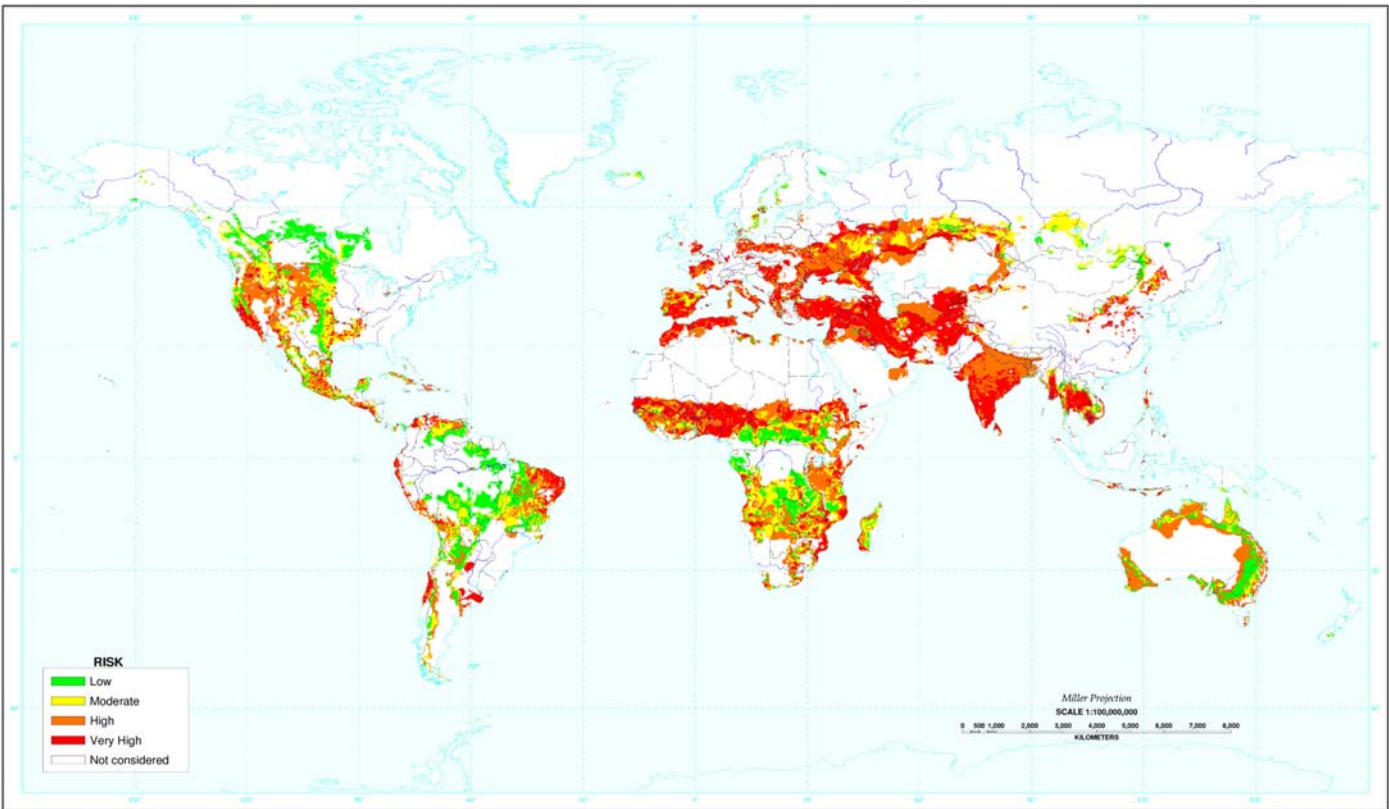 RISK
Low
Moderate
High
Very High
Not considered
Miller Projection
SCALE 1:100,000,000
0 500 1,000 2,000 3,000 4,000 5,000 6,000 7,000 8,000
KILOMETERS